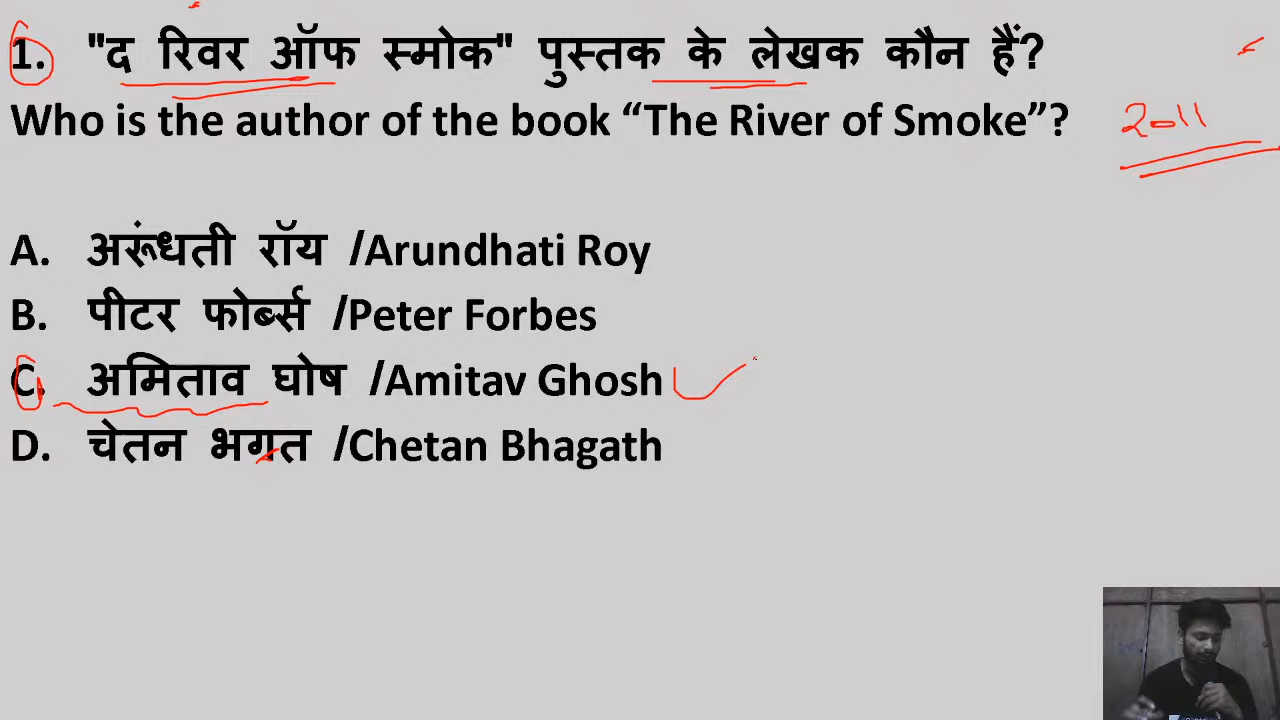 1. "द रिवर ऑफ स्मोक" पुस्तक के लेखक कौन हैं?
Who is the author of the book “The River of Smoke”?
2011
A. अरुंधती रॉय /Arundhati Roy
B. पीटर फोर्ब्स /Peter Forbes
C. अमिताव घोष /Amitav Ghosh
D. चेतन भगत /Chetan Bhagath